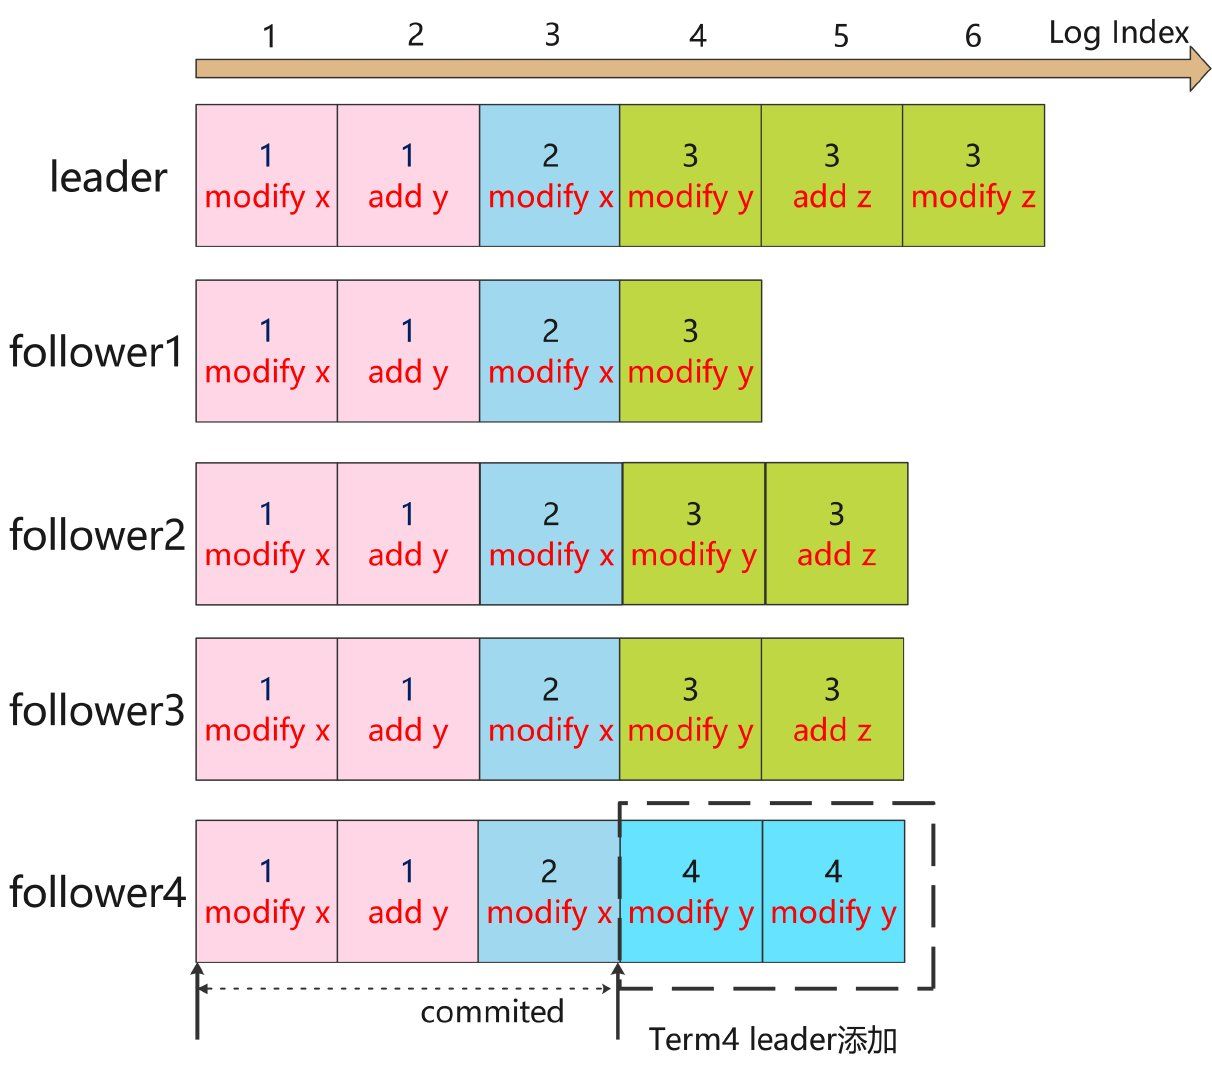 1 2 3 4 5 6 Log Index
leader
1 1 2 3 3 3
modify x add y modify x modify y add z modify z
follower1
1 1 2 3
modify x add y modify x modify y
follower2
1 1 2 3 3
modify x add y modify x modify y add z
follower3
1 1 2 3 3
modify x add y modify x modify y add z
follower4
1 1 2 4 4
modify x add y modify x modify y modify y
commited
Term4 leader添加